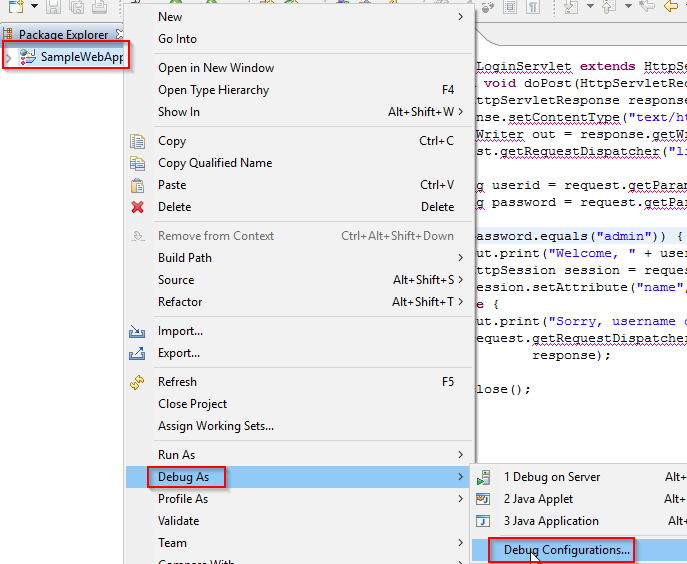 Package Explorer
SampleWebApp
New
Go Into
Open in New Window
Open Type Hierarchy F4
Show In Alt+Shift+W
Copy Ctrl+C
Copy Qualified Name
Paste Ctrl+V
Delete Delete
Remove from Context Ctrl+Alt+Shift+Down
Build Path
Source Alt+Shift+S
Refactor Alt+Shift+T
Import...
Export...
Refresh F5
Close Project
Assign Working Sets...
Run As
Debug As
Profile As
Validate
Team
Compare With
1 Debug on Server Alt+
2 Java Applet Alt+
3 Java Application Alt+
Debug Configurations...
LoginServlet extends HttpSer
void doPost(HttpServletReq
ttpServletResponse respons
nse.setContentType("text/ht
Writer out = response.getWr
st.getRequestDispatcher("li
g userid = request.getParam
g password = request.getPar
assword.equals("admin")) {
ut.print("Welcome, " + user
ttpSession session = reques
ession.setAttribute("name",
e {
ut.print("Sorry, username o
equest.getRequestDispatcher
response);
lose();